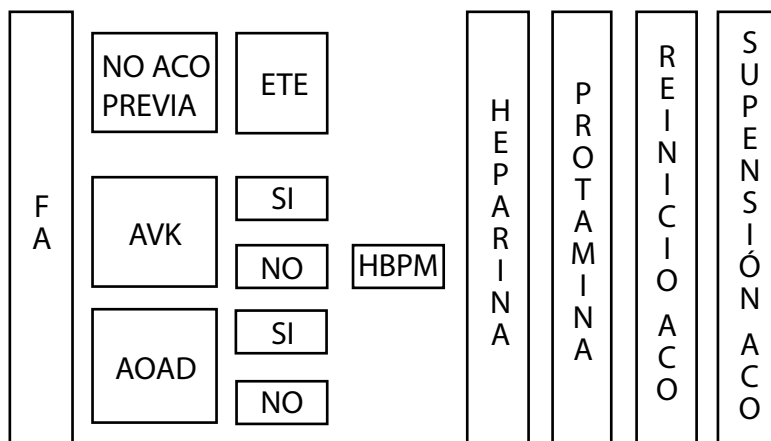 FA
NO ACO
PREVIA
ETE
AVK
SI
NO
HBPM
AOAD
SI
NO
HEPARINA
PROTAMINA
REINICIO ACO
SUPENSIÓN ACO